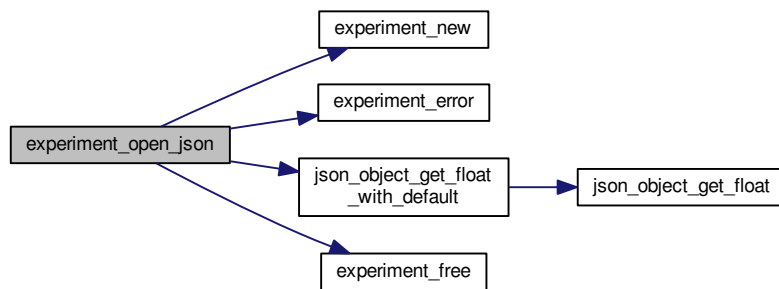 experiment_new
experiment_error
experiment_open_json
json_object_get_float
_with_default
json_object_get_float
experiment_free